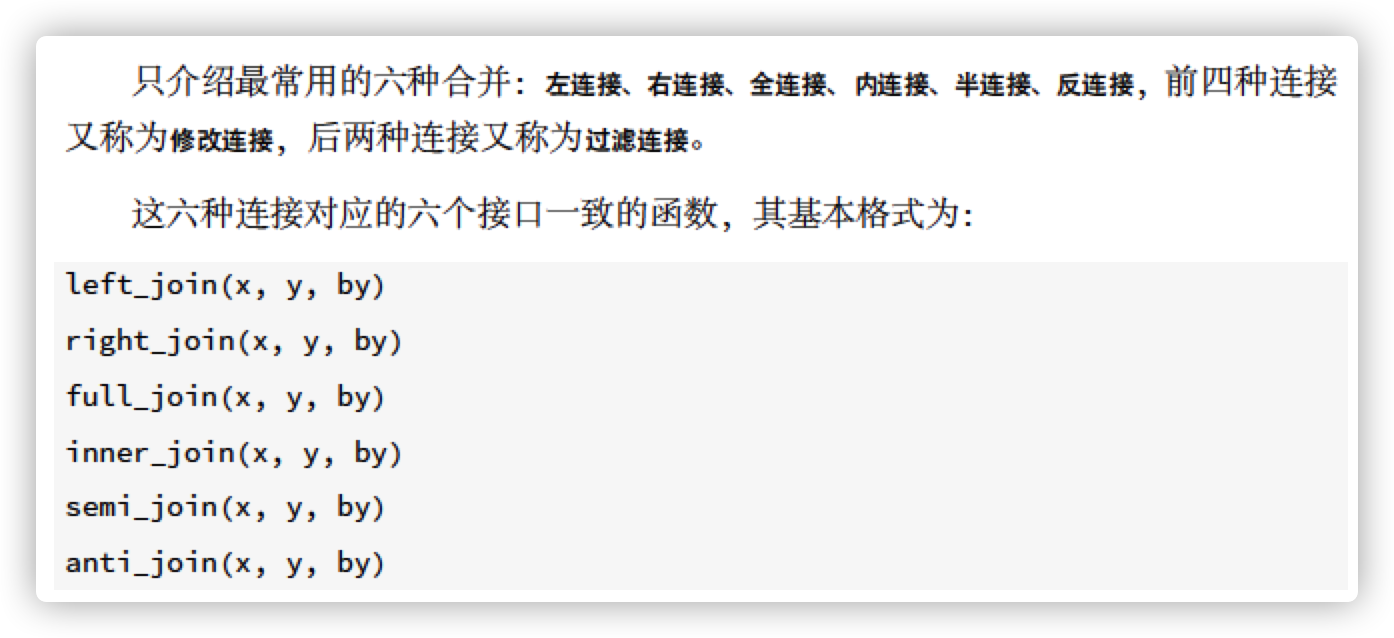 只介绍最常用的六种合并：左连接、右连接、全连接、内连接、半连接、反连接，前四种连接
又称为修改连接，后两种连接又称为过滤连接。
这六种连接对应的六个接口一致的函数，其基本格式为：
left_join(x, y, by)
right_join(x, y, by)
full_join(x, y, by)
inner_join(x, y, by)
semi_join(x, y, by)
anti_join(x, y, by)